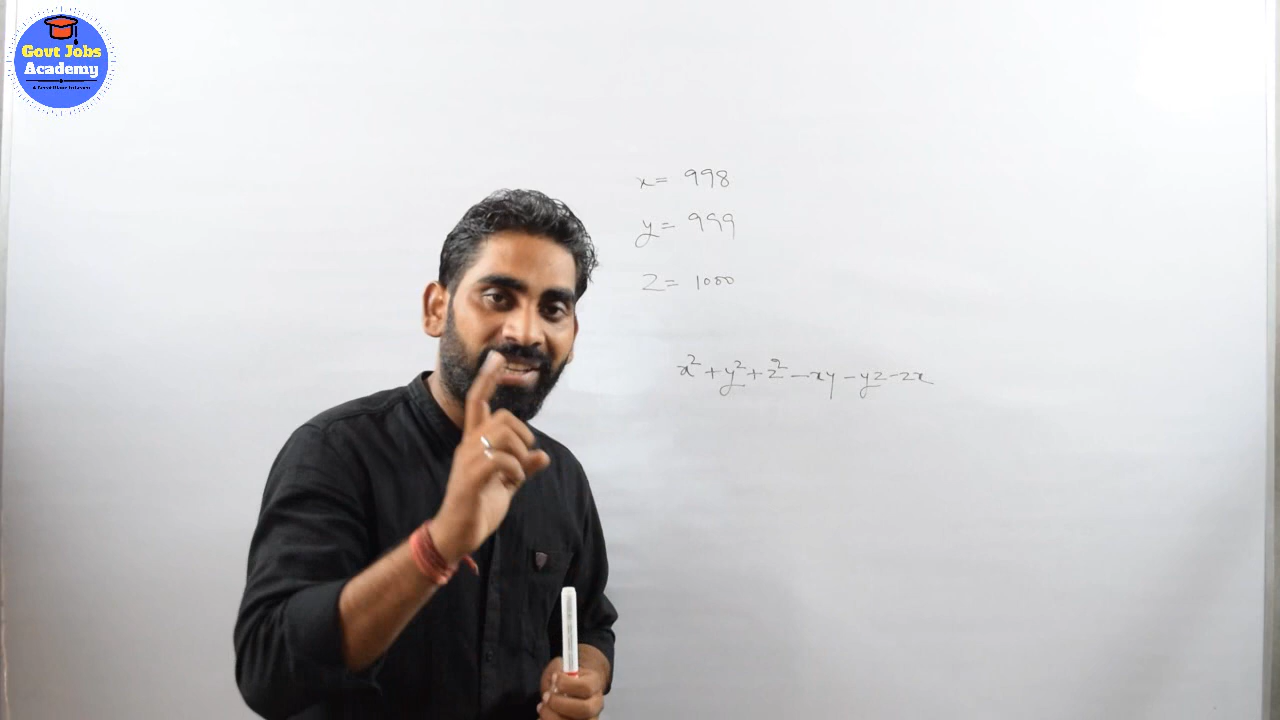 Govt Jobs
Academy
x = 998
y = 999
z = 1000
x² + y² + z² - xy - yz - zx